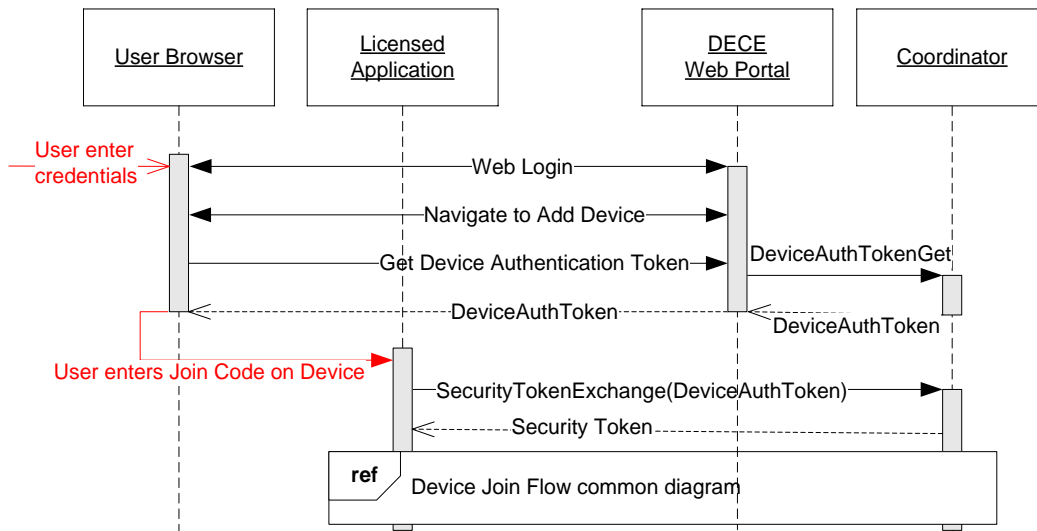 User Browser
Licensed
Application
DECE
Web Portal
Coordinator
User enter
credentials
Web Login
Navigate to Add Device
Get Device Authentication Token
DeviceAuthTokenGet
DeviceAuthToken
DeviceAuthToken
User enters Join Code on Device
SecurityTokenExchange(DeviceAuthToken)
Security Token
ref
Device Join Flow common diagram